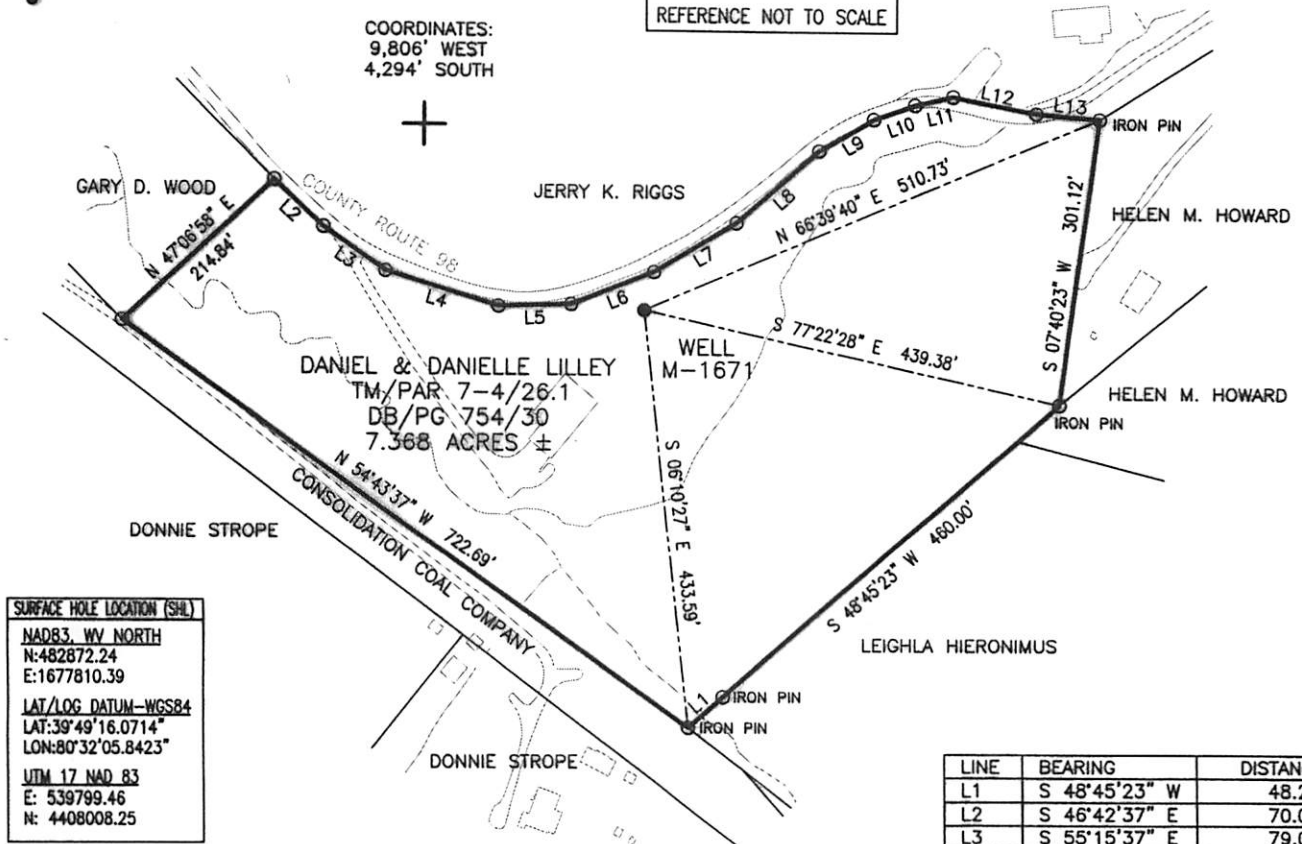 REFERENCE NOT TO SCALE
COORDINATES:
9,806' WEST
4,294' SOUTH
L12
L13
L10
L11
L9
IRON PIN
GARY D. WOOD
COUNTY ROUTE 98
JERRY K. RIGGS
L8
N 66°39'40" E 510.73'
S 07°40'23" W 301.12'
HELEN M. HOWARD
N 47°06'58" E
214.84'
L2
L3
L4
L5
L6
L7
DANIEL & DANIELLE LILLEY
TM/PAR 7-4/26.1
DB/PG 754/30
7.368 ACRES ±
WELL
M-1671
S 77°22'28" E 439.38'
HELEN M. HOWARD
IRON PIN
N 54°43'37" W 722.69'
CONSOLIDATION COAL COMPANY
S 06°10'27" E 433.59'
S 48°45'23" W 460.00'
DONNIE STROPE
LEIGHLA HIERONIMUS
L1
IRON PIN
IRON PIN
DONNIE STROPE
SURFACE HOLE LOCATION (SHL)
NAD83, WV NORTH
N:482872.24
E:1677810.39
LAT/LOG DATUM-WGS84
LAT:39°49'16.0714"
LON:80°32'05.8423"
UTM 17 NAD 83
E: 539799.46
N: 4408008.25
LINE BEARING DISTAN
L1 S 48°45'23" W 48.2
L2 S 46°42'37" E 70.0
L3 S 55°15'37" E 79.0